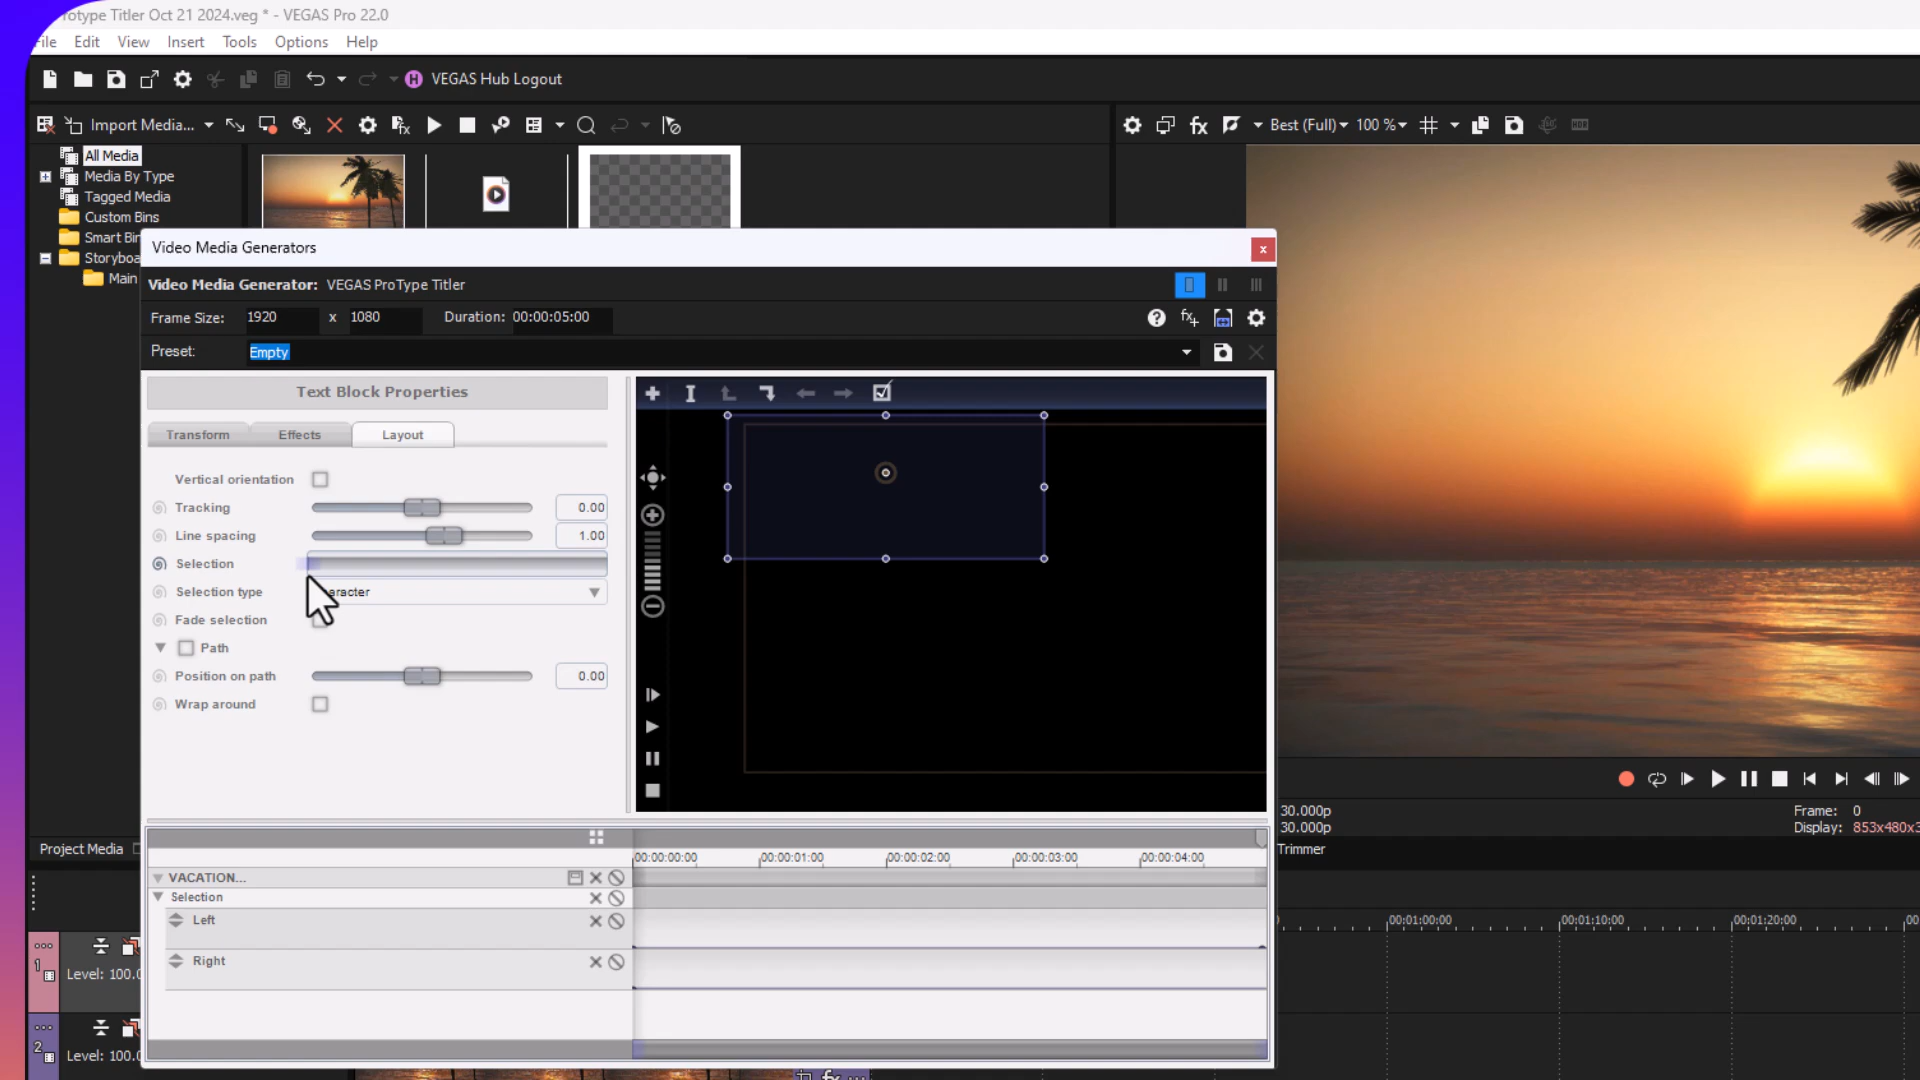 otype Titler Oct 21 2024.veg * - VEGAS Pro 22.0
File Edit View Insert Tools Options Help
VEGAS Hub Logout
Import Media...
Best (Full) 100 %
All Media
Media By Type
Tagged Media
Custom Bins
Smart Bin
Storyboa
Main
Video Media Generators
x
Video Media Generator: VEGAS ProType Titler
Frame Size: 1920 x 1080 Duration: 00:00:05:00
Preset: Empty
Text Block Properties
Transform Effects Layout
Vertical orientation
Tracking 0.00
Line spacing 1.00
Selection
Selection type aracter
Fade selection
Path
Position on path 0.00
Wrap around
30.000p
30.000p
Frame: 0
Display: 853x480x3
Project Media
Trimmer
00:00:00:00 00:00:01:00 00:00:02:00 00:00:03:00 00:00:04:00
VACATION...
Selection
Left
Right
00:01:00:00 00:01:10:00 00:01:20:00 00
1
Level: 100.0
2
Level: 100.0
fx ...